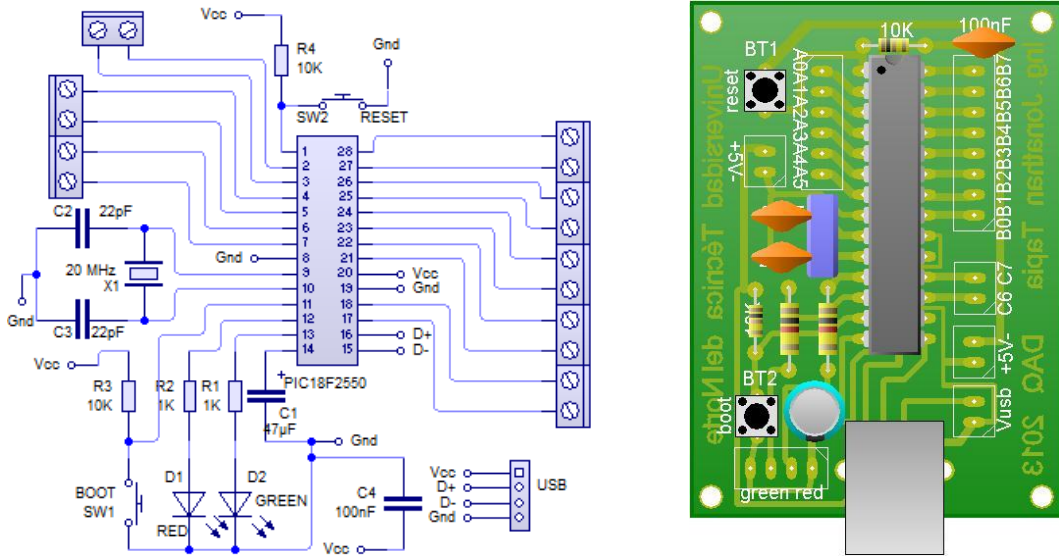 Vcc
R4
10K
Gnd
SW2
RESET
1 28
2 27
3 26
4 25
5 24
6 23
7 22
8 21
9 20
10 19
11 18
12 17
13 16
14 15
PIC18F2550
C2
22pF
20 MHz
X1
Gnd
C3
22pF
Gnd
Vcc
Gnd
D+
D-
Vcc
R3
10K
R2
1K
R1
1K
+
C1
47µF
Gnd
BOOT
SW1
D1
RED
D2
GREEN
C4
100nF
Vcc
Vcc
D+
D-
Gnd
USB
10K
100nF
BT1
reset
A0A1A2A3A4A5
B0B1B2B3B4B5B6B7
+5V-
C6 C7
+5V-
Vusb
BT2
boot
green red
Universidad Técnica del Norte
Ing. Jonathan Tapia DAQ 2013